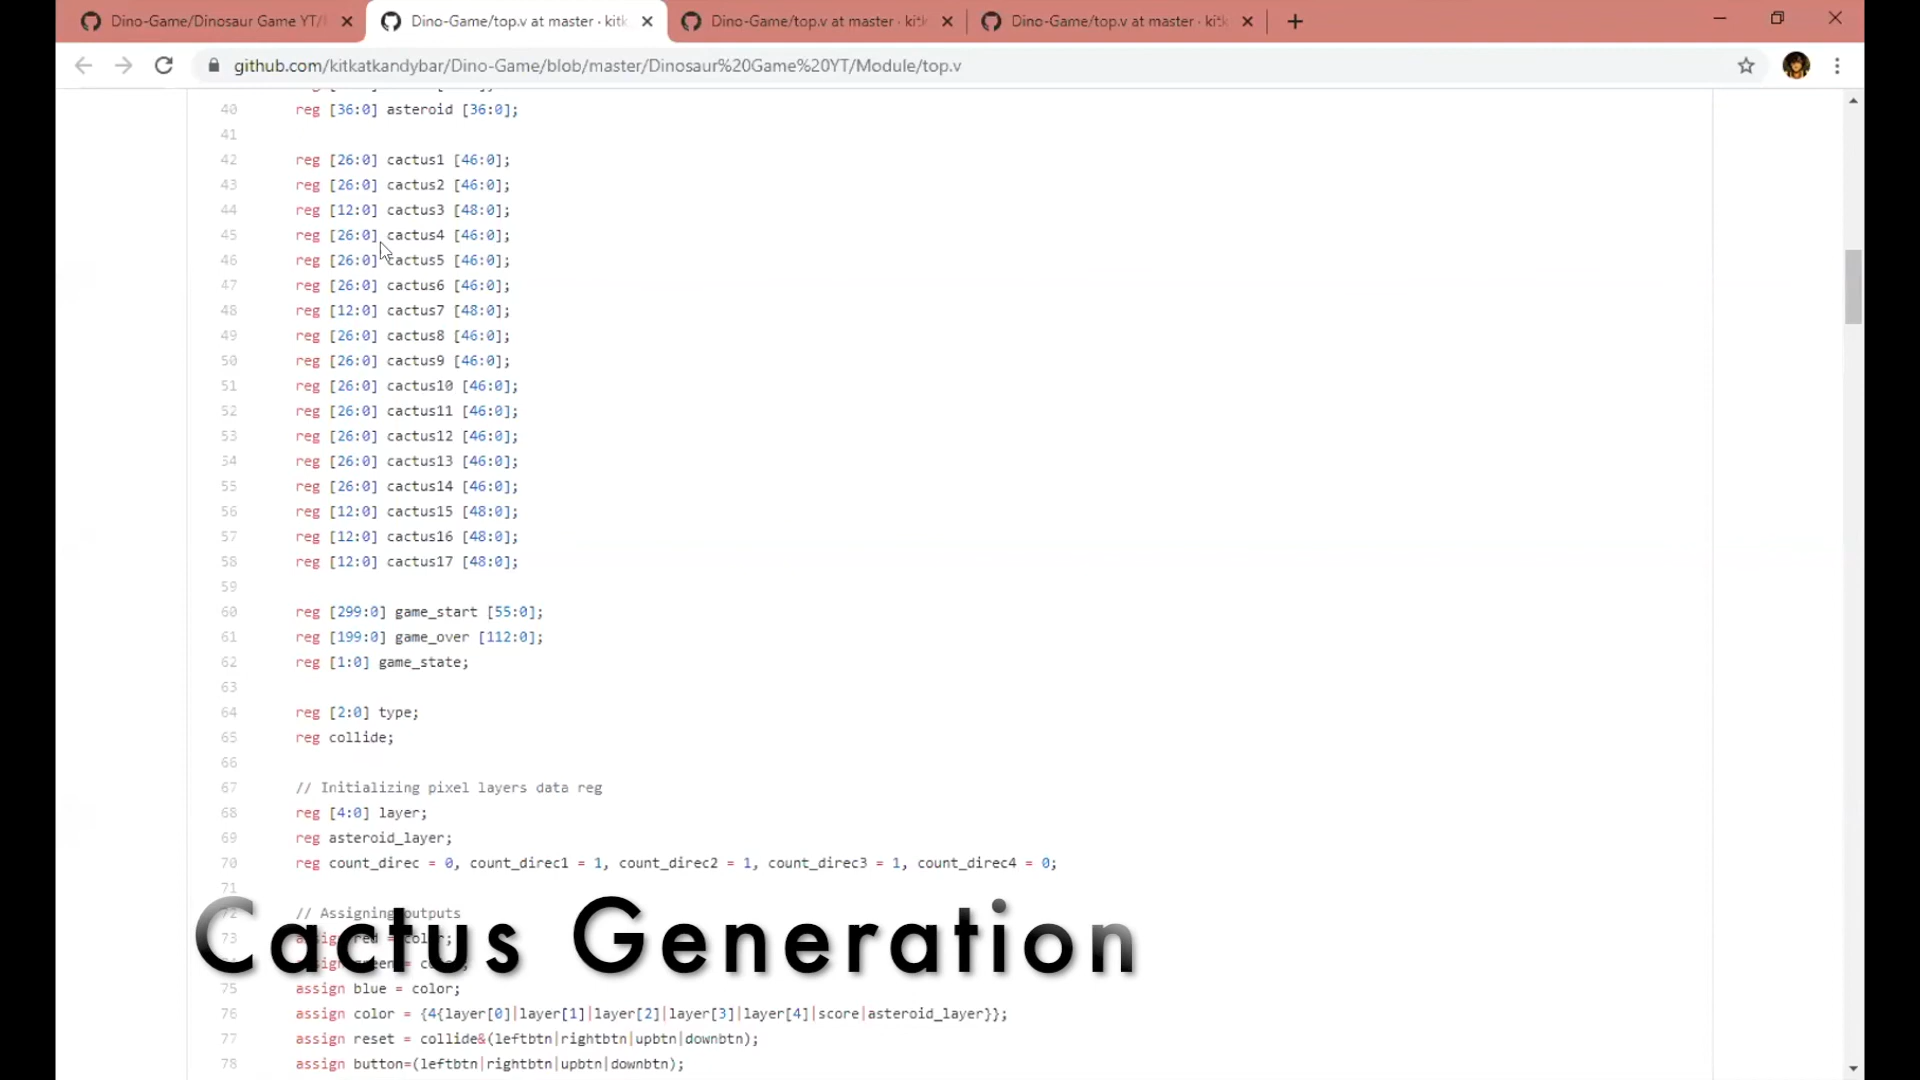 Dino-Game/Dinosaur Game YT/
Dino-Game/top.v at master · kitk
Dino-Game/top.v at master · kitk
Dino-Game/top.v at master · kitk
github.com/kitkatkandybar/Dino-Game/blob/master/Dinosaur%20Game%20YT/Module/top.v
40 reg [36:0] asteroid [36:0];
41
42 reg [26:0] cactus1 [46:0];
43 reg [26:0] cactus2 [46:0];
44 reg [12:0] cactus3 [48:0];
45 reg [26:0] cactus4 [46:0];
46 reg [26:0] cactus5 [46:0];
47 reg [26:0] cactus6 [46:0];
48 reg [12:0] cactus7 [48:0];
49 reg [26:0] cactus8 [46:0];
50 reg [26:0] cactus9 [46:0];
51 reg [26:0] cactus10 [46:0];
52 reg [26:0] cactus11 [46:0];
53 reg [26:0] cactus12 [46:0];
54 reg [26:0] cactus13 [46:0];
55 reg [26:0] cactus14 [46:0];
56 reg [12:0] cactus15 [48:0];
57 reg [12:0] cactus16 [48:0];
58 reg [12:0] cactus17 [48:0];
59
60 reg [299:0] game_start [55:0];
61 reg [199:0] game_over [112:0];
62 reg [1:0] game_state;
63
64 reg [2:0] type;
65 reg collide;
66
67 // Initializing pixel layers data reg
68 reg [4:0] layer;
69 reg asteroid_layer;
70 reg count_direc = 0, count_direc1 = 1, count_direc2 = 1, count_direc3 = 1, count_direc4 = 0;
71
72 // Assigning outputs
73 assign red = color;
Cactus Generation
75 assign blue = color;
76 assign color = {4{layer[0]|layer[1]|layer[2]|layer[3]|layer[4]|score|asteroid_layer}};
77 assign reset = collide&(leftbtn|rightbtn|upbtn|downbtn);
78 assign button=(leftbtn|rightbtn|upbtn|downbtn);